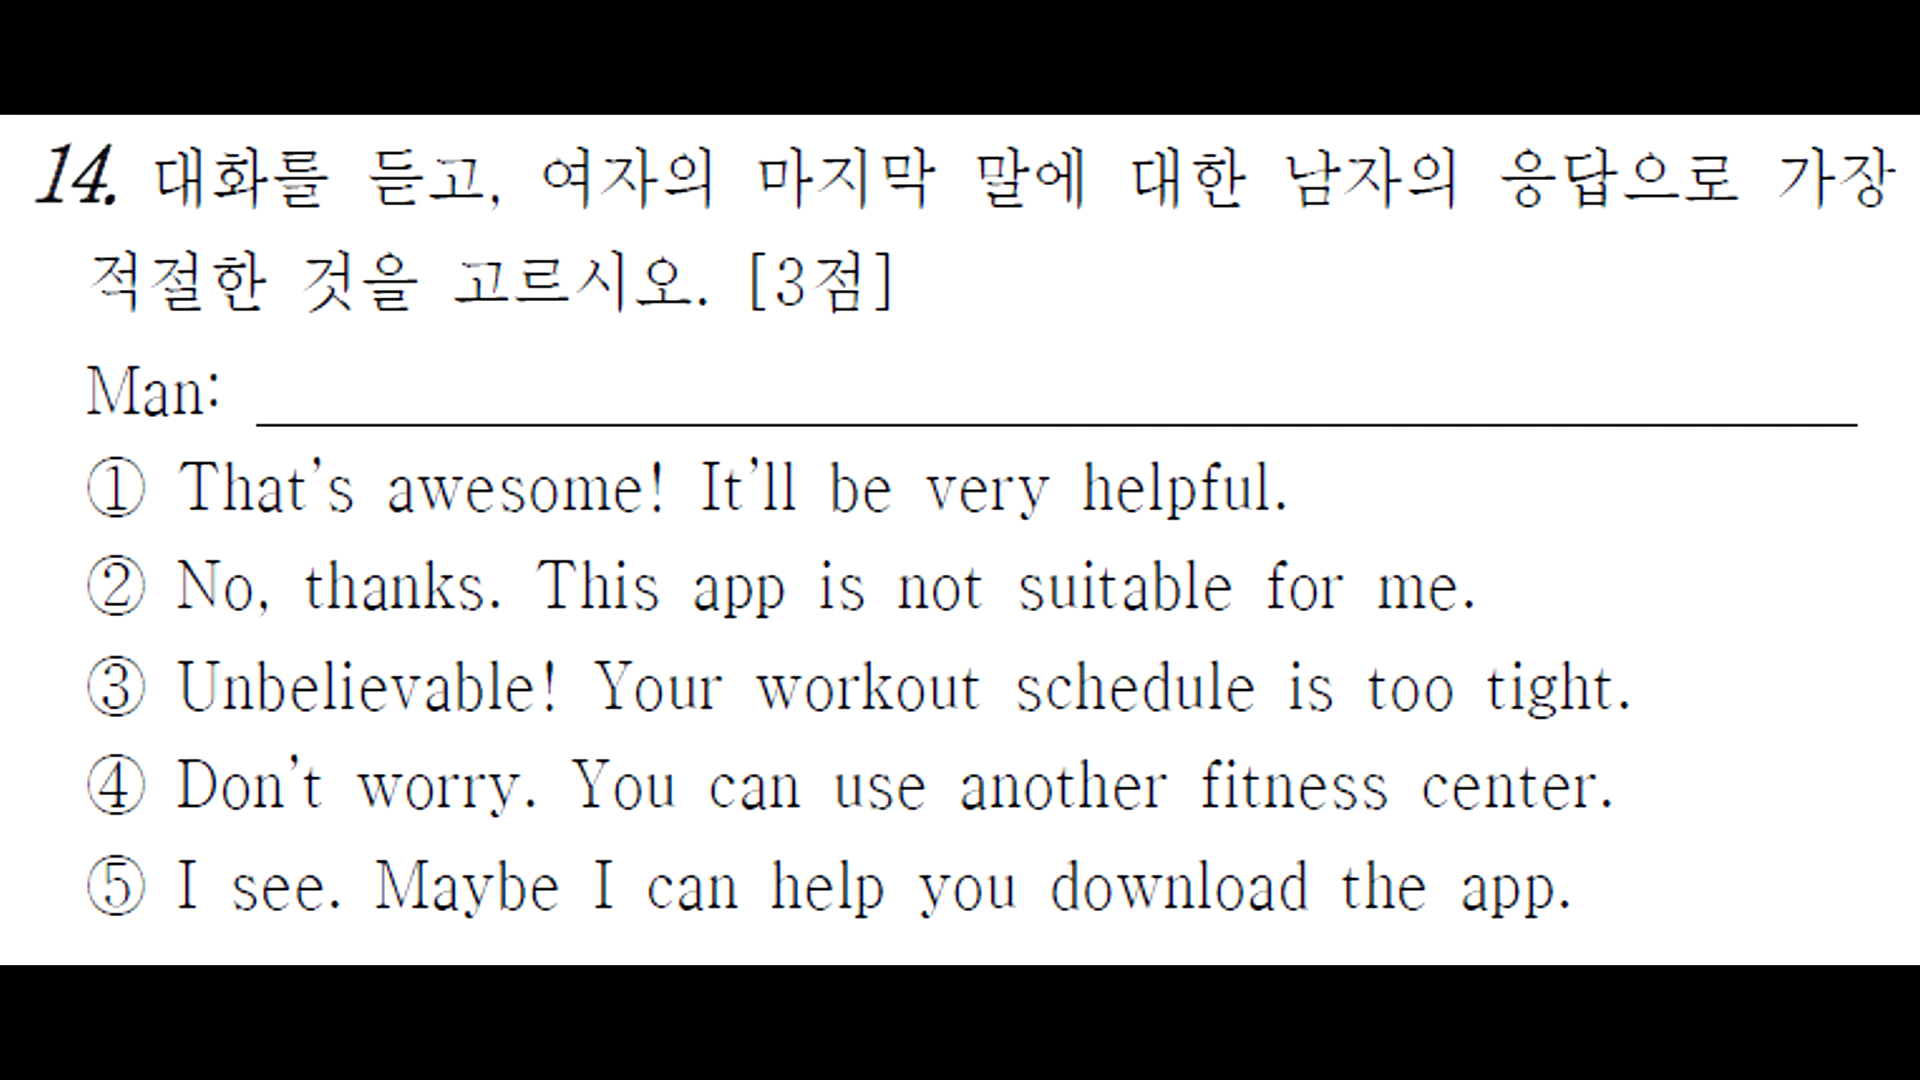 14. 대화를 듣고, 여자의 마지막 말에 대한 남자의 응답으로 가장
적절한 것을 고르시오. [3점]
Man:
① That’s awesome! It’ll be very helpful.
② No, thanks. This app is not suitable for me.
③ Unbelievable! Your workout schedule is too tight.
④ Don’t worry. You can use another fitness center.
⑤ I see. Maybe I can help you download the app.